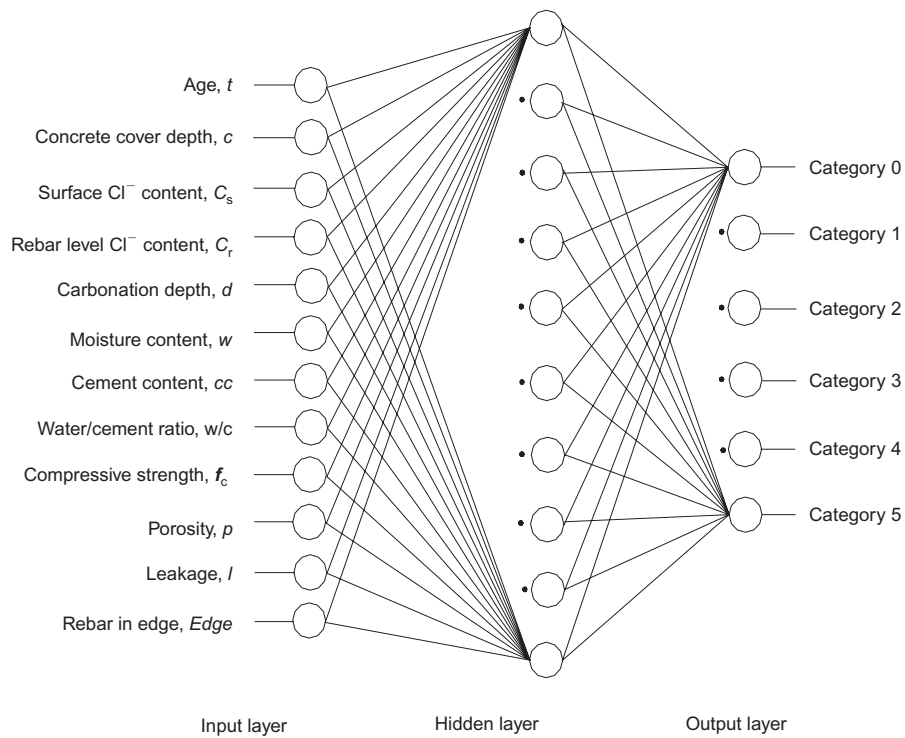 Age, t
Concrete cover depth, c
Surface Cl⁻ content, Cₛ
Rebar level Cl⁻ content, Cᵣ
Carbonation depth, d
Moisture content, w
Cement content, cc
Water/cement ratio, w/c
Compressive strength, f_c
Porosity, p
Leakage, l
Rebar in edge, Edge
Category 0
Category 1
Category 2
Category 3
Category 4
Category 5
Input layer
Hidden layer
Output layer